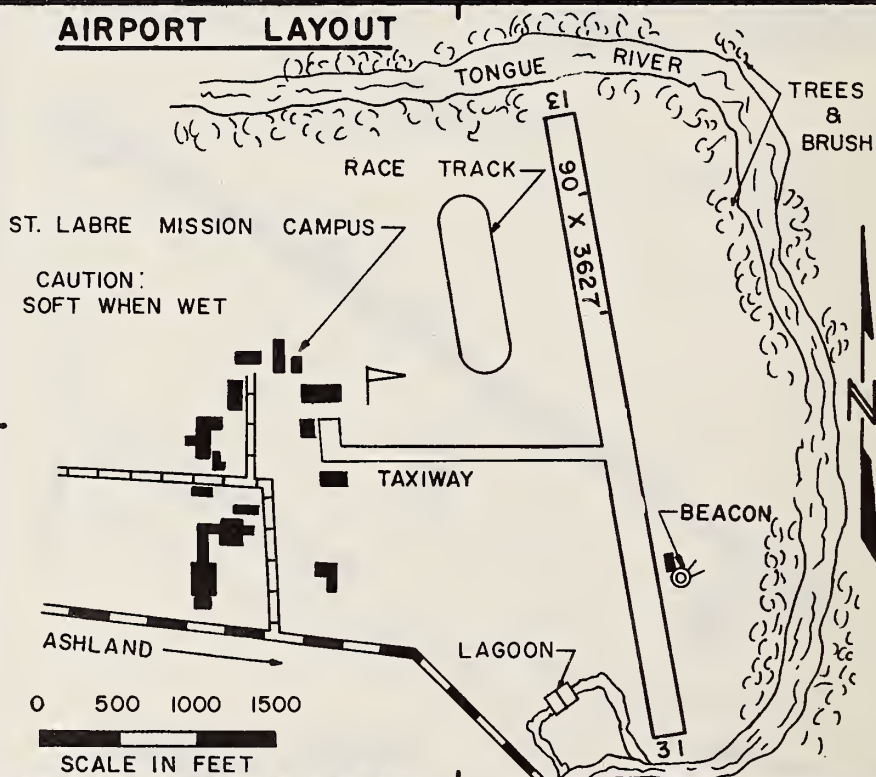 AIRPORT LAYOUT
TONGUE RIVER
TREES
&
BRUSH
13
RACE TRACK
90' X 3627'
ST. LABRE MISSION CAMPUS
CAUTION:
SOFT WHEN WET
N
TAXIWAY
BEACON
ASHLAND
LAGOON
0 500 1000 1500
SCALE IN FEET
31